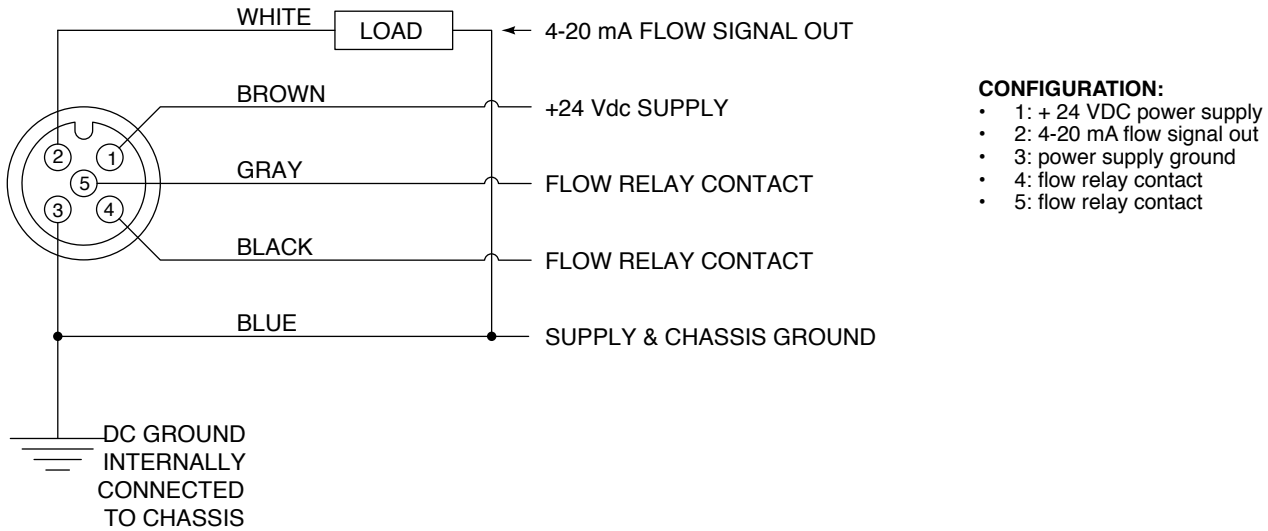 WHITE
LOAD
4-20 mA FLOW SIGNAL OUT
BROWN
+24 Vdc SUPPLY
GRAY
FLOW RELAY CONTACT
BLACK
FLOW RELAY CONTACT
BLUE
SUPPLY & CHASSIS GROUND
2
1
5
3
4
DC GROUND
INTERNALLY
CONNECTED
TO CHASSIS
CONFIGURATION:
• 1: + 24 VDC power supply
• 2: 4-20 mA flow signal out
• 3: power supply ground
• 4: flow relay contact
• 5: flow relay contact